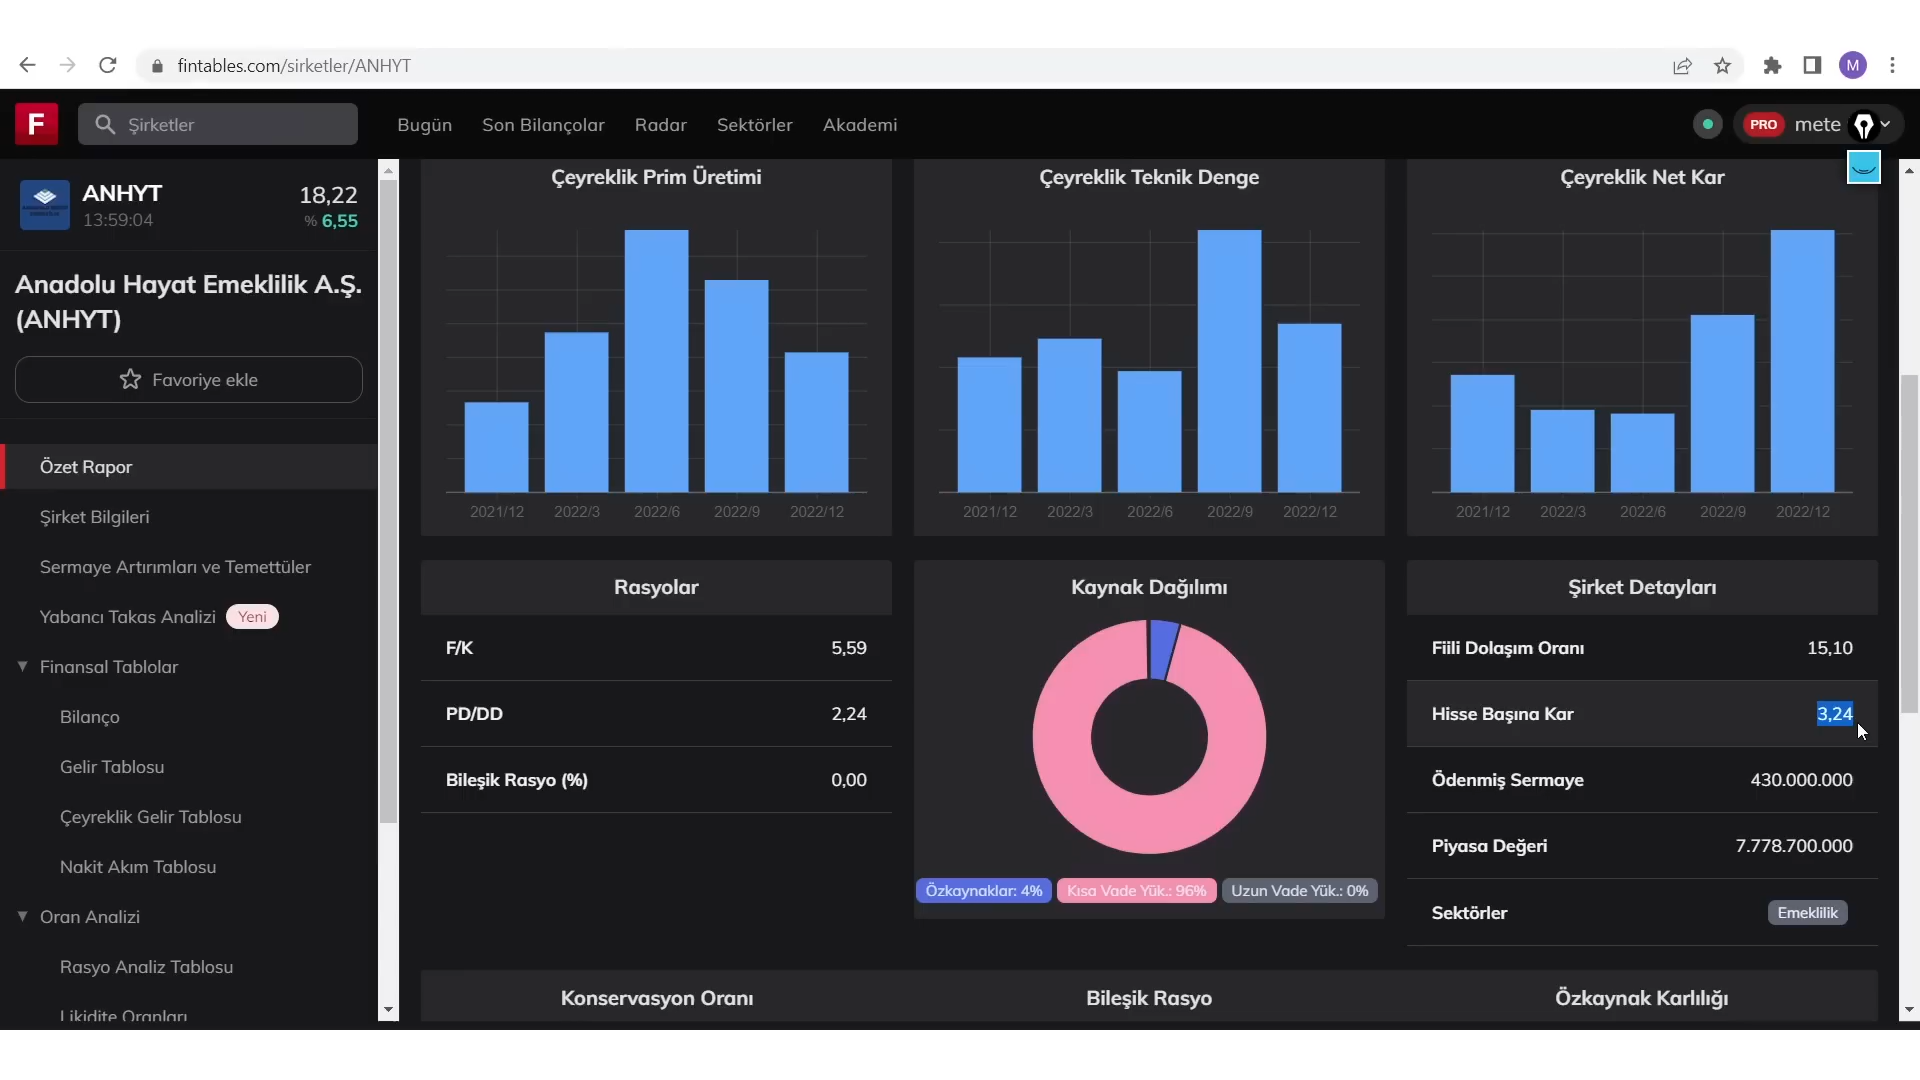 fintables.com/sirketler/ANHYT
M
F
Şirketler
Bugün
Son Bilançolar
Radar
Sektörler
Akademi
PRO
mete
ANHYT
18,22
13:59:04
% 6,55
Anadolu Hayat Emeklilik A.Ş.
(ANHYT)
Favoriye ekle
Özet Rapor
Şirket Bilgileri
Sermaye Artırımları ve Temettüler
Yabancı Takas Analizi
Yeni
Finansal Tablolar
Bilanço
Gelir Tablosu
Çeyreklik Gelir Tablosu
Nakit Akım Tablosu
Oran Analizi
Rasyo Analiz Tablosu
Likidite Oranları
Çeyreklik Prim Üretimi
2021/12 2022/3 2022/6 2022/9 2022/12
Çeyreklik Teknik Denge
2021/12 2022/3 2022/6 2022/9 2022/12
Çeyreklik Net Kar
2021/12 2022/3 2022/6 2022/9 2022/12
Rasyolar
F/K 5,59
PD/DD 2,24
Bileşik Rasyo (%) 0,00
Kaynak Dağılımı
Özkaynaklar: 4% Kısa Vade Yük.: 96% Uzun Vade Yük.: 0%
Şirket Detayları
Fiili Dolaşım Oranı 15,10
Hisse Başına Kar 3,24
Ödenmiş Sermaye 430.000.000
Piyasa Değeri 7.778.700.000
Sektörler Emeklilik
Konservasyon Oranı
Bileşik Rasyo
Özkaynak Karlılığı